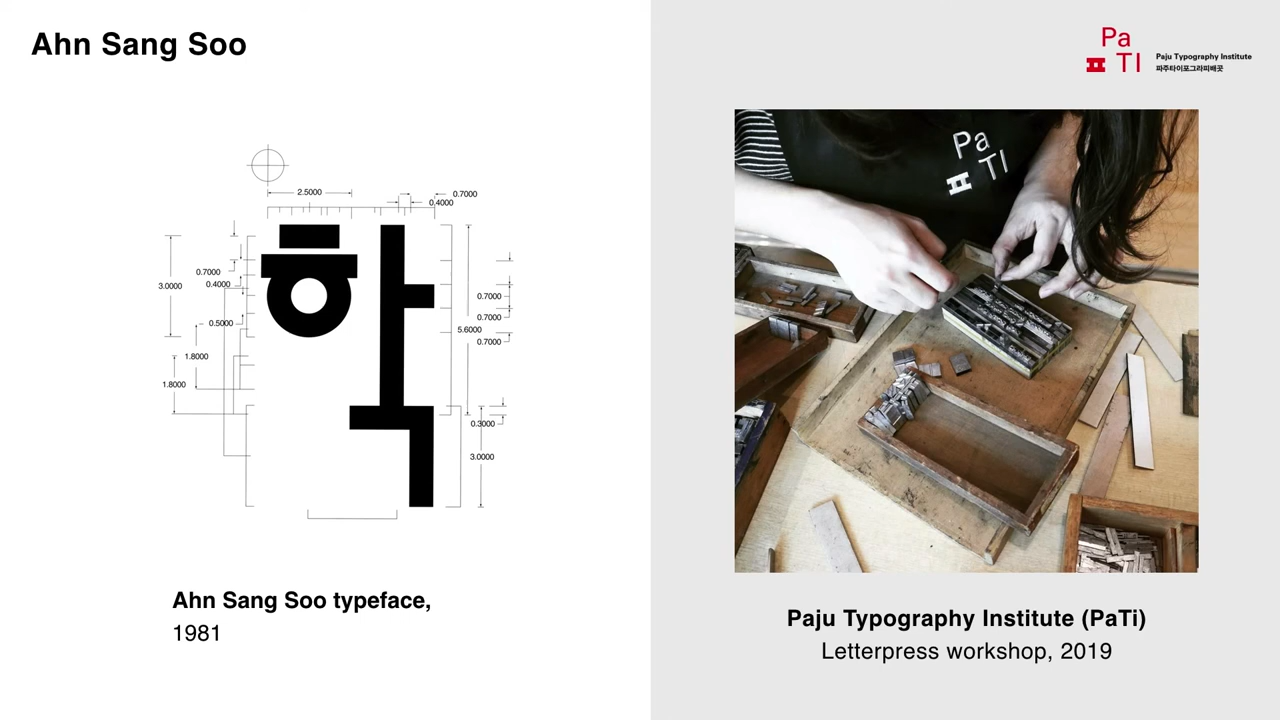 Ahn Sang Soo
2.5000
0.7000
0.4000
0.7000
0.4000
3.0000
0.5000
1.8000
1.8000
학
0.7000
0.7000
0.7000
5.6000
0.3000
3.0000
Ahn Sang Soo typeface,
1981
Pa
TI
Paju Typography Institute
파주타이포그라피배곳
Pa
TI
Paju Typography Institute (PaTi)
Letterpress workshop, 2019